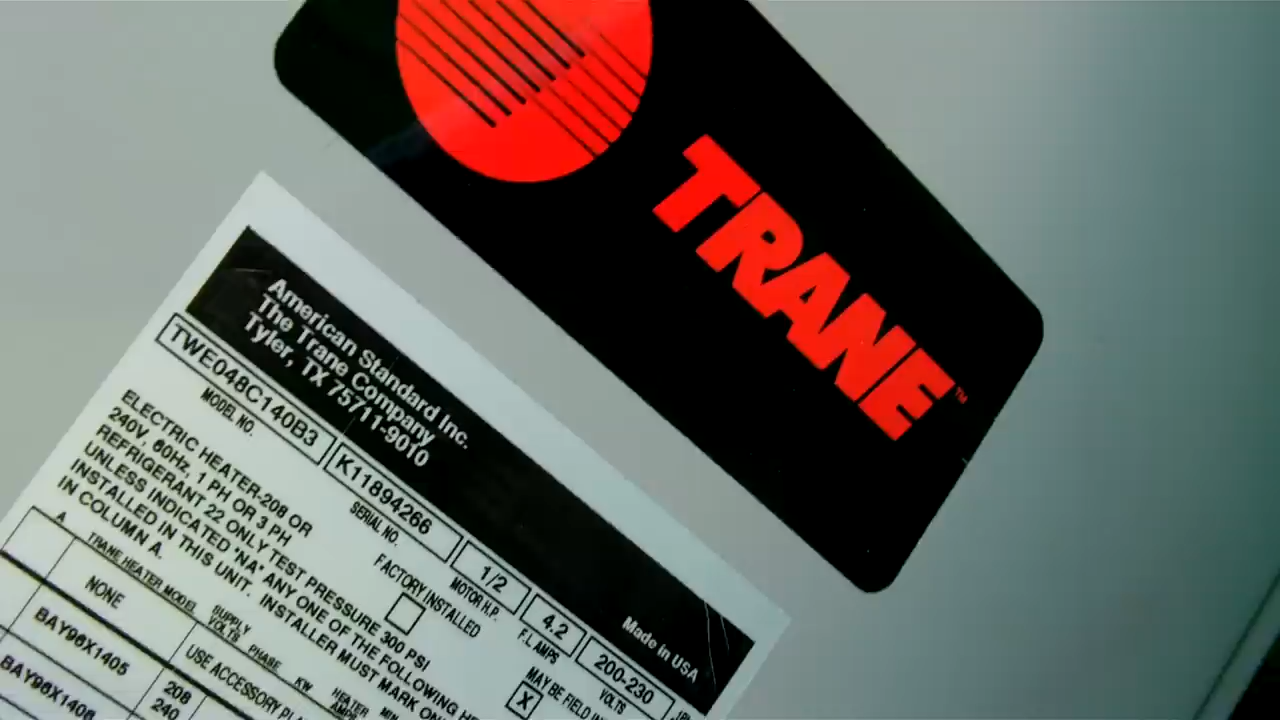 TRANE™
American Standard Inc.
The Trane Company
Tyler, TX 75711-9010
Made in USA
TWE048C140B3 K11894266 1/2 4.2 200-230
MODEL NO. SERIAL NO. MOTOR H.P. F.L. AMPS VOLTS
ELECTRIC HEATER-208 OR
240V, 60Hz, 1 PH OR 3 PH
REFRIGERANT 22 ONLY TEST PRESSURE 300 PSI
UNLESS INDICATED "NA" ANY ONE OF THE FOLLOWING
INSTALLED IN THIS UNIT. INSTALLER MUST MARK
IN COLUMN A.
FACTORY INSTALLED
X MAY BE FIELD
A TRANE HEATER MODEL SUPPLY VOLTS PHASE KW HEATER AMPS
NONE USE ACCESSORY
BAY96X1405 208
240
BAY96X1408